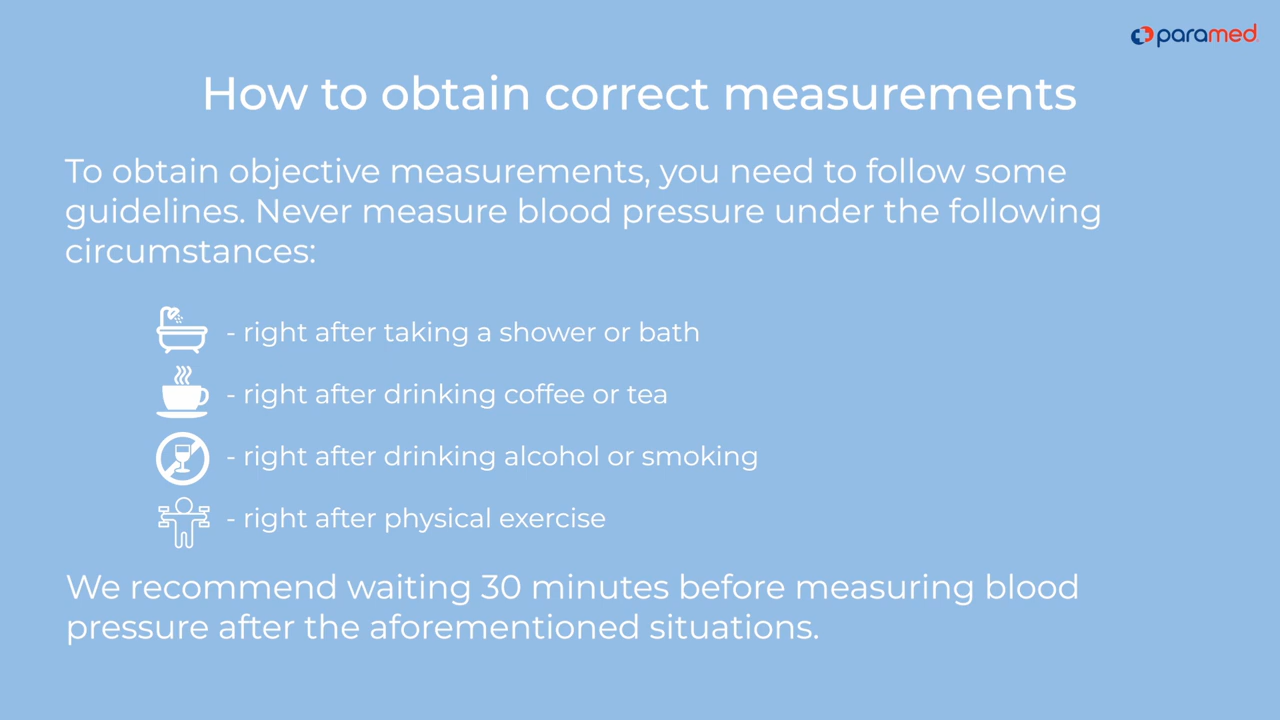 paramed
How to obtain correct measurements
To obtain objective measurements, you need to follow some
guidelines. Never measure blood pressure under the following
circumstances:
- right after taking a shower or bath
- right after drinking coffee or tea
- right after drinking alcohol or smoking
- right after physical exercise
We recommend waiting 30 minutes before measuring blood
pressure after the aforementioned situations.